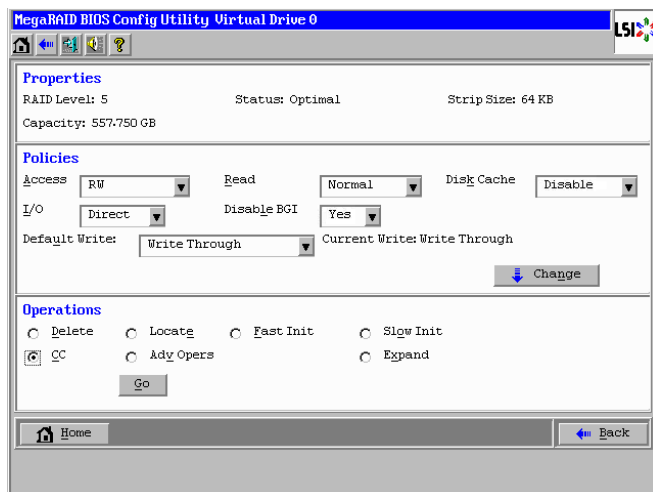 MegaRAID BIOS Config Utility Virtual Drive 0
LSI
Properties
RAID Level: 5 Status: Optimal Strip Size: 64 KB
Capacity: 557.750 GB
Policies
Access RW Read Normal Disk Cache Disable
I/O Direct Disable BGI Yes
Default Write: Write Through Current Write: Write Through
Change
Operations
Delete Locate Fast Init Slow Init
CC Adv Opers Expand
Go
Home Back